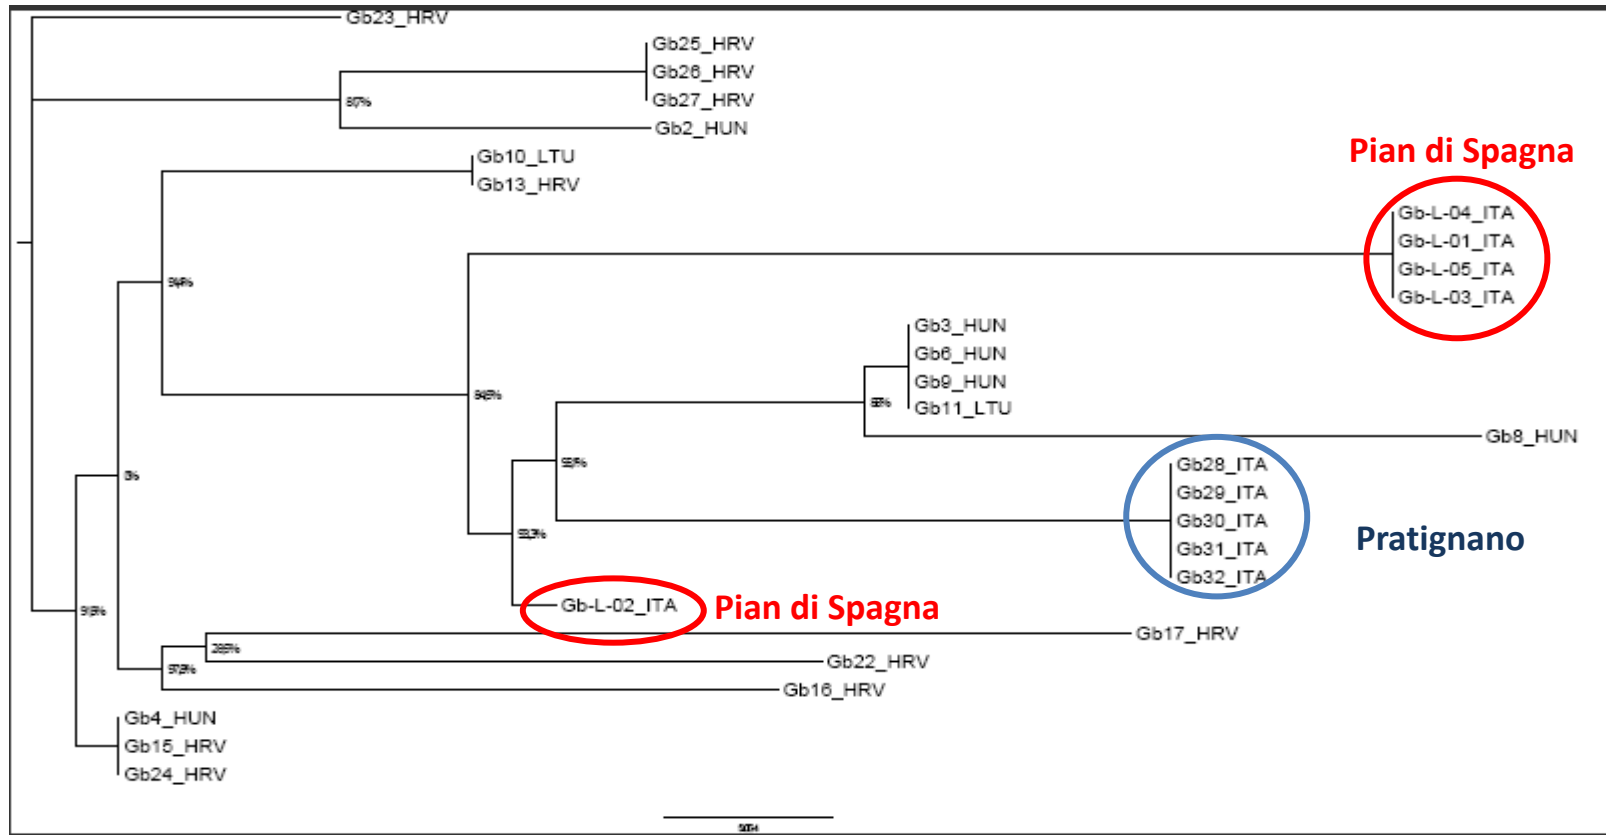 Gb23_HRV
Gb25_HRV
Gb26_HRV
Gb27_HRV
Gb2_HUN
Gb10_LTU
Gb13_HRV
Pian di Spagna
Gb-L-04_ITA
Gb-L-01_ITA
Gb-L-05_ITA
Gb-L-03_ITA
Gb3_HUN
Gb6_HUN
Gb9_HUN
Gb11_LTU
Gb8_HUN
Gb28_ITA
Gb29_ITA
Gb30_ITA
Gb31_ITA
Gb32_ITA
Pratignano
Gb-L-02_ITA
Pian di Spagna
Gb17_HRV
Gb22_HRV
Gb16_HRV
Gb4_HUN
Gb15_HRV
Gb24_HRV